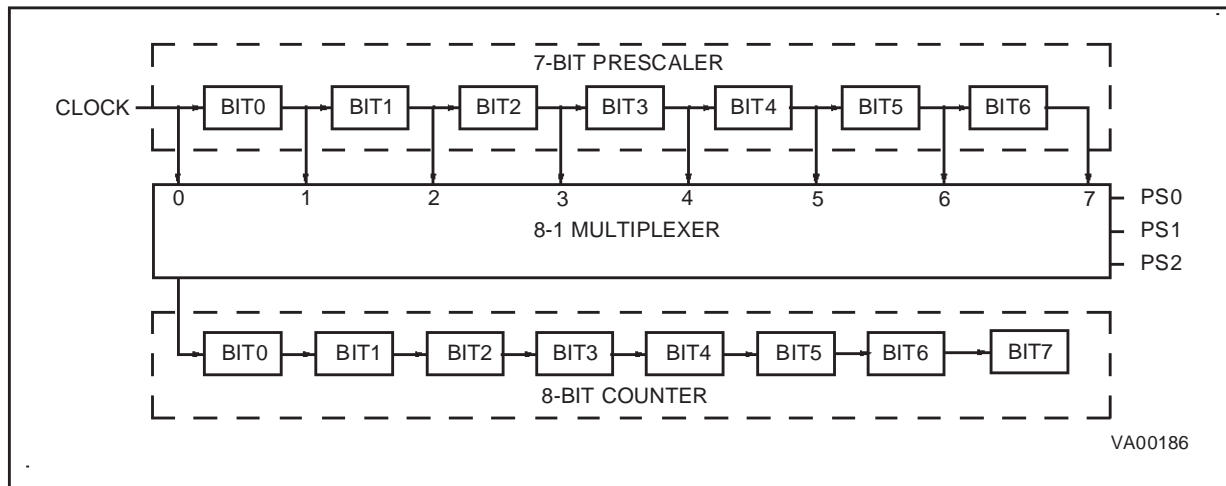 7-BIT PRESCALER
CLOCK BIT0 BIT1 BIT2 BIT3 BIT4 BIT5 BIT6
0 1 2 3 4 5 6 7 PS0
8-1 MULTIPLEXER PS1
PS2
BIT0 BIT1 BIT2 BIT3 BIT4 BIT5 BIT6 BIT7
8-BIT COUNTER
VA00186